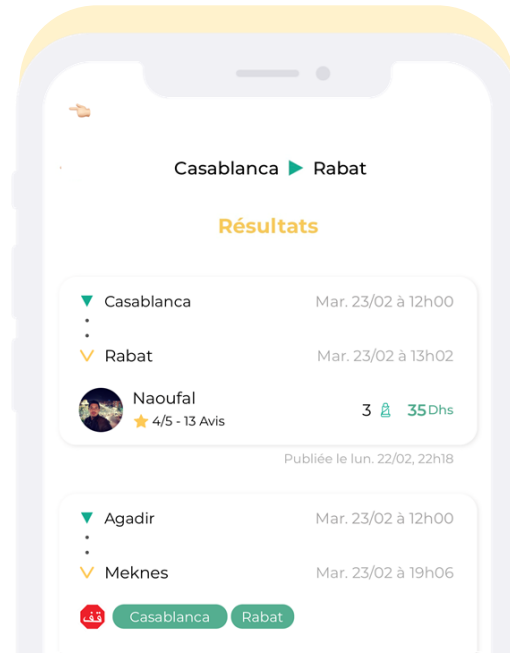 Casablanca ▶ Rabat
Résultats
Casablanca Mar. 23/02 à 12h00
Rabat Mar. 23/02 à 13h02
Naoufal
4/5 - 13 Avis
3 35 Dhs
Publiée le lun. 22/02, 22h18
Agadir Mar. 23/02 à 12h00
Meknes Mar. 23/02 à 19h06
قف Casablanca Rabat